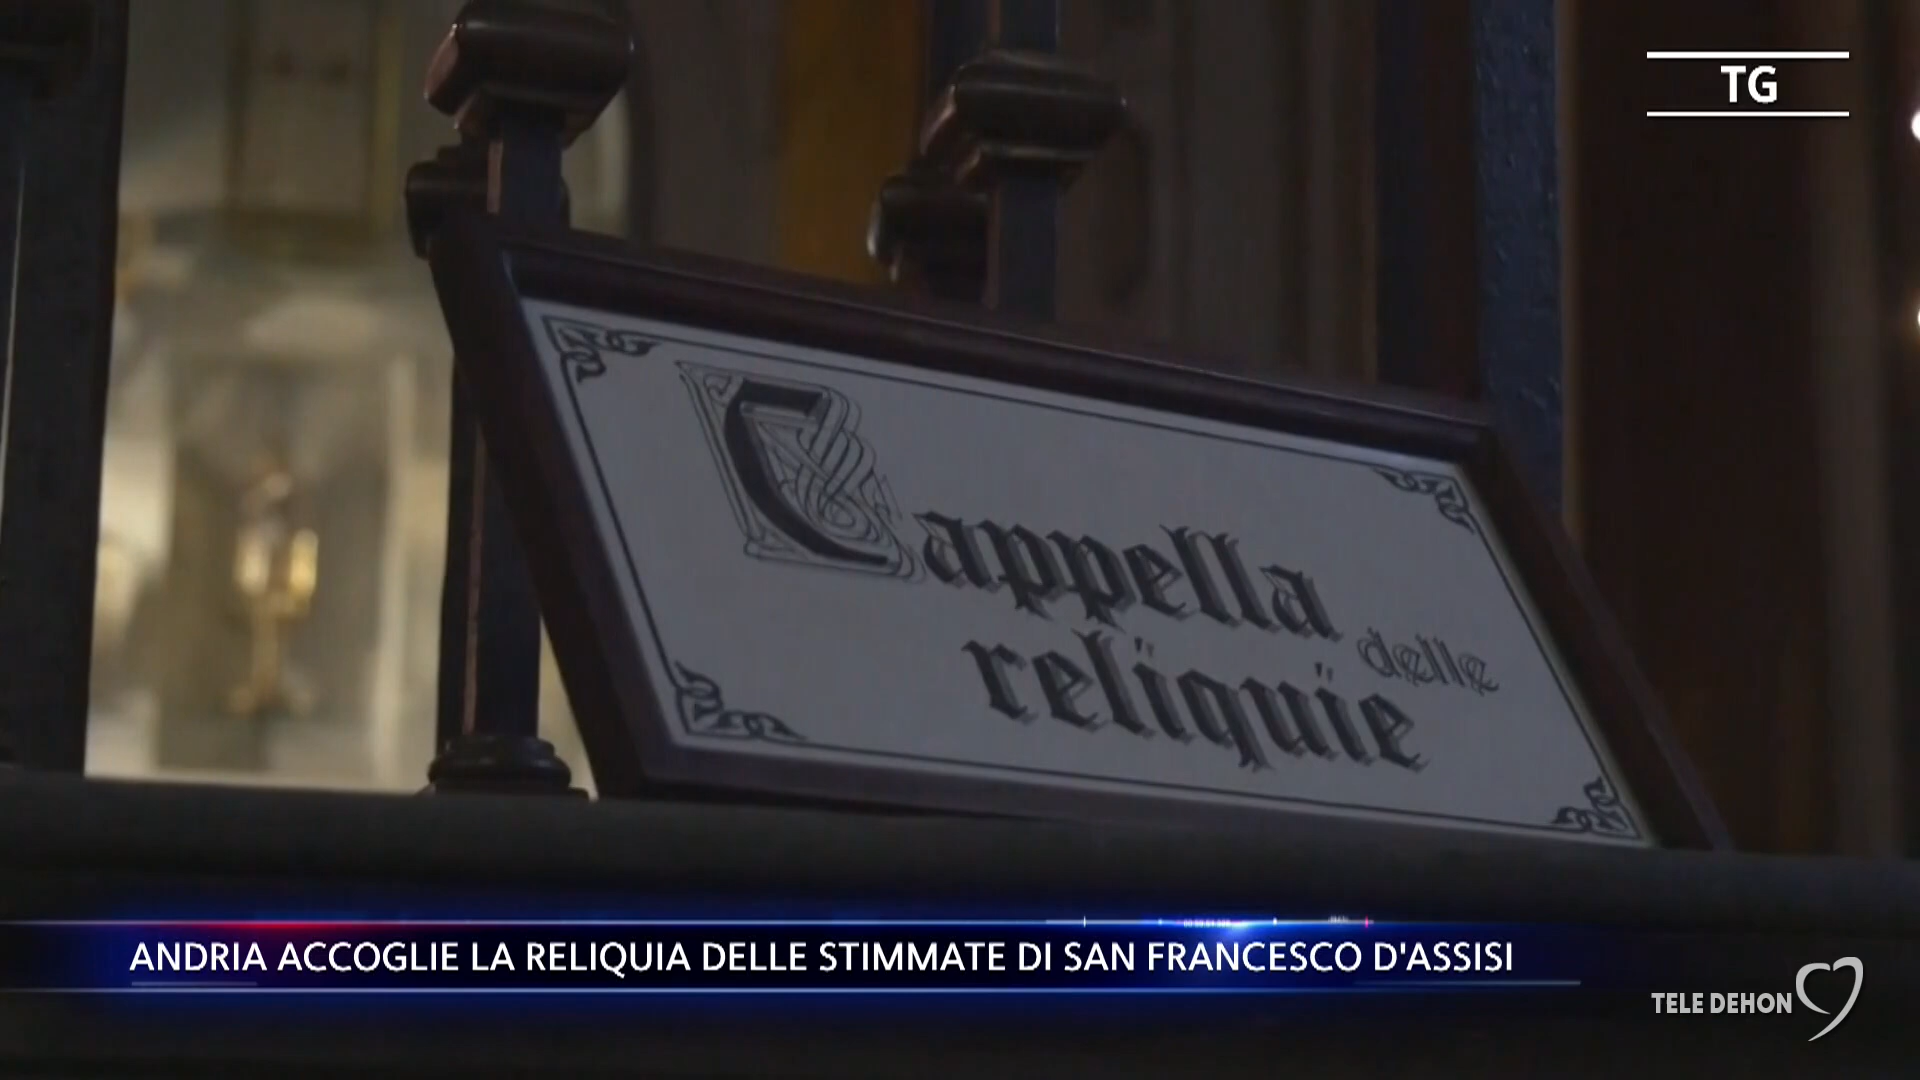 TG
Cappella delle
reliquie
ANDRIA ACCOGLIE LA RELIQUIA DELLE STIMMATE DI SAN FRANCESCO D'ASSISI
TELE DEHON